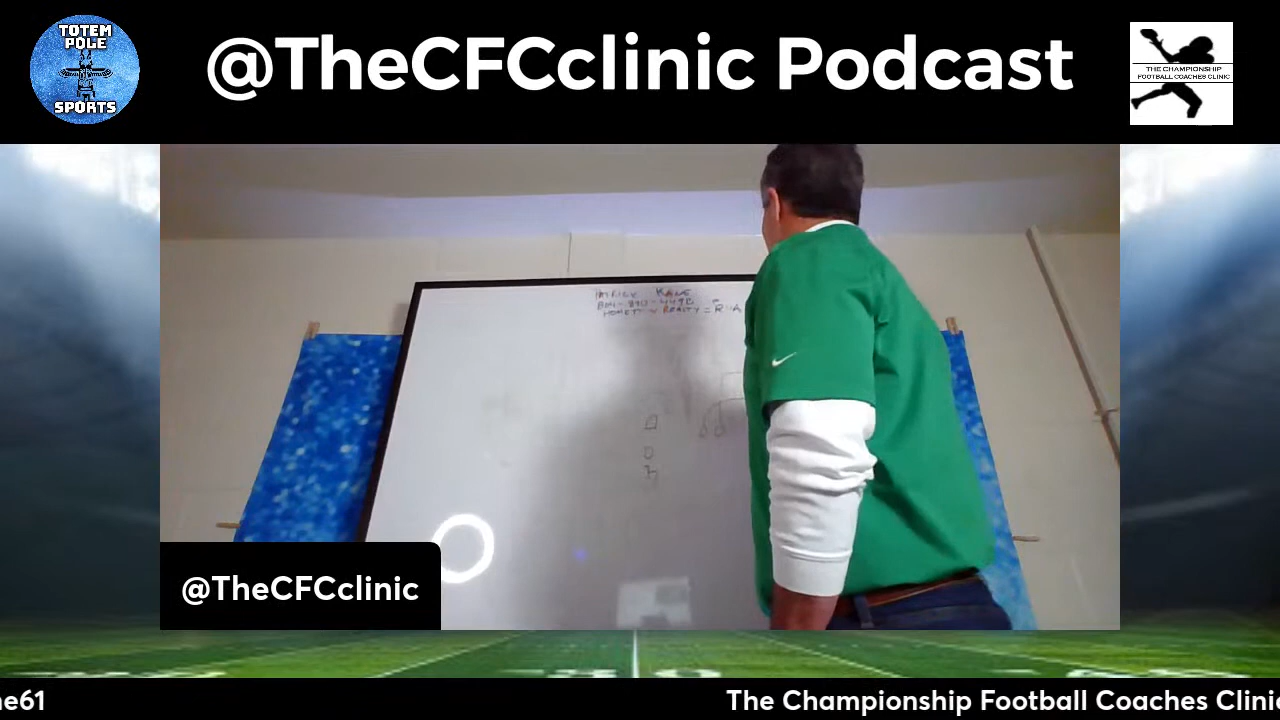 TOTEM
POLE
SPORTS
@TheCFCclinic Podcast
THE CHAMPIONSHIP
FOOTBALL COACHES CLINIC
@TheCFCclinic
ne61
The Championship Football Coaches Clinic